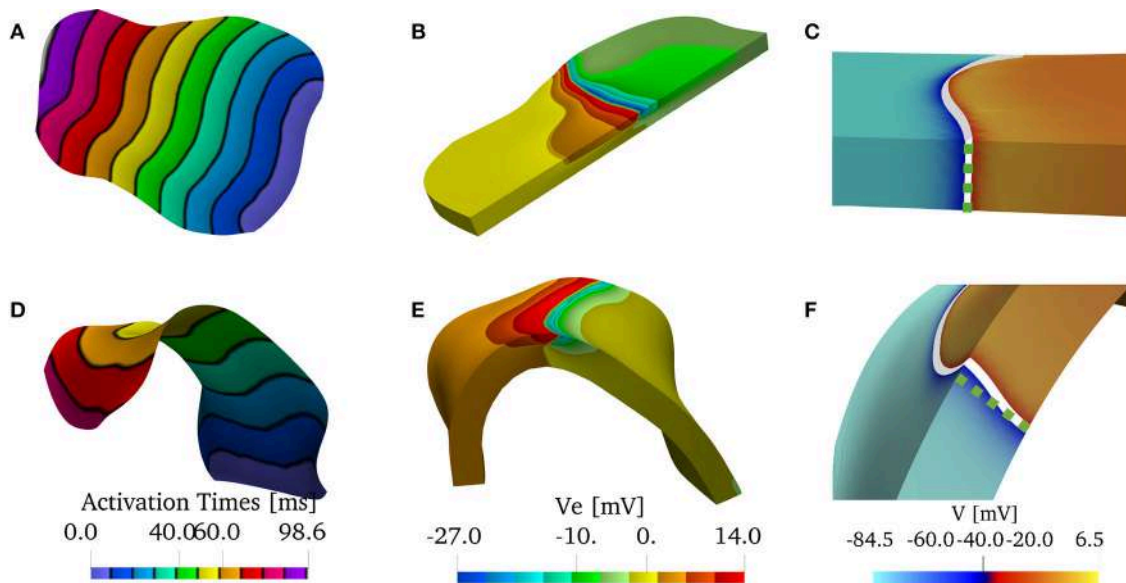 A
B
C
D
E
F
Activation Times [ms]
0.0 40.0 60.0 98.6
Ve [mV]
-27.0 -10. 0. 14.0
V [mV]
-84.5 -60.0 -40.0 -20.0 6.5